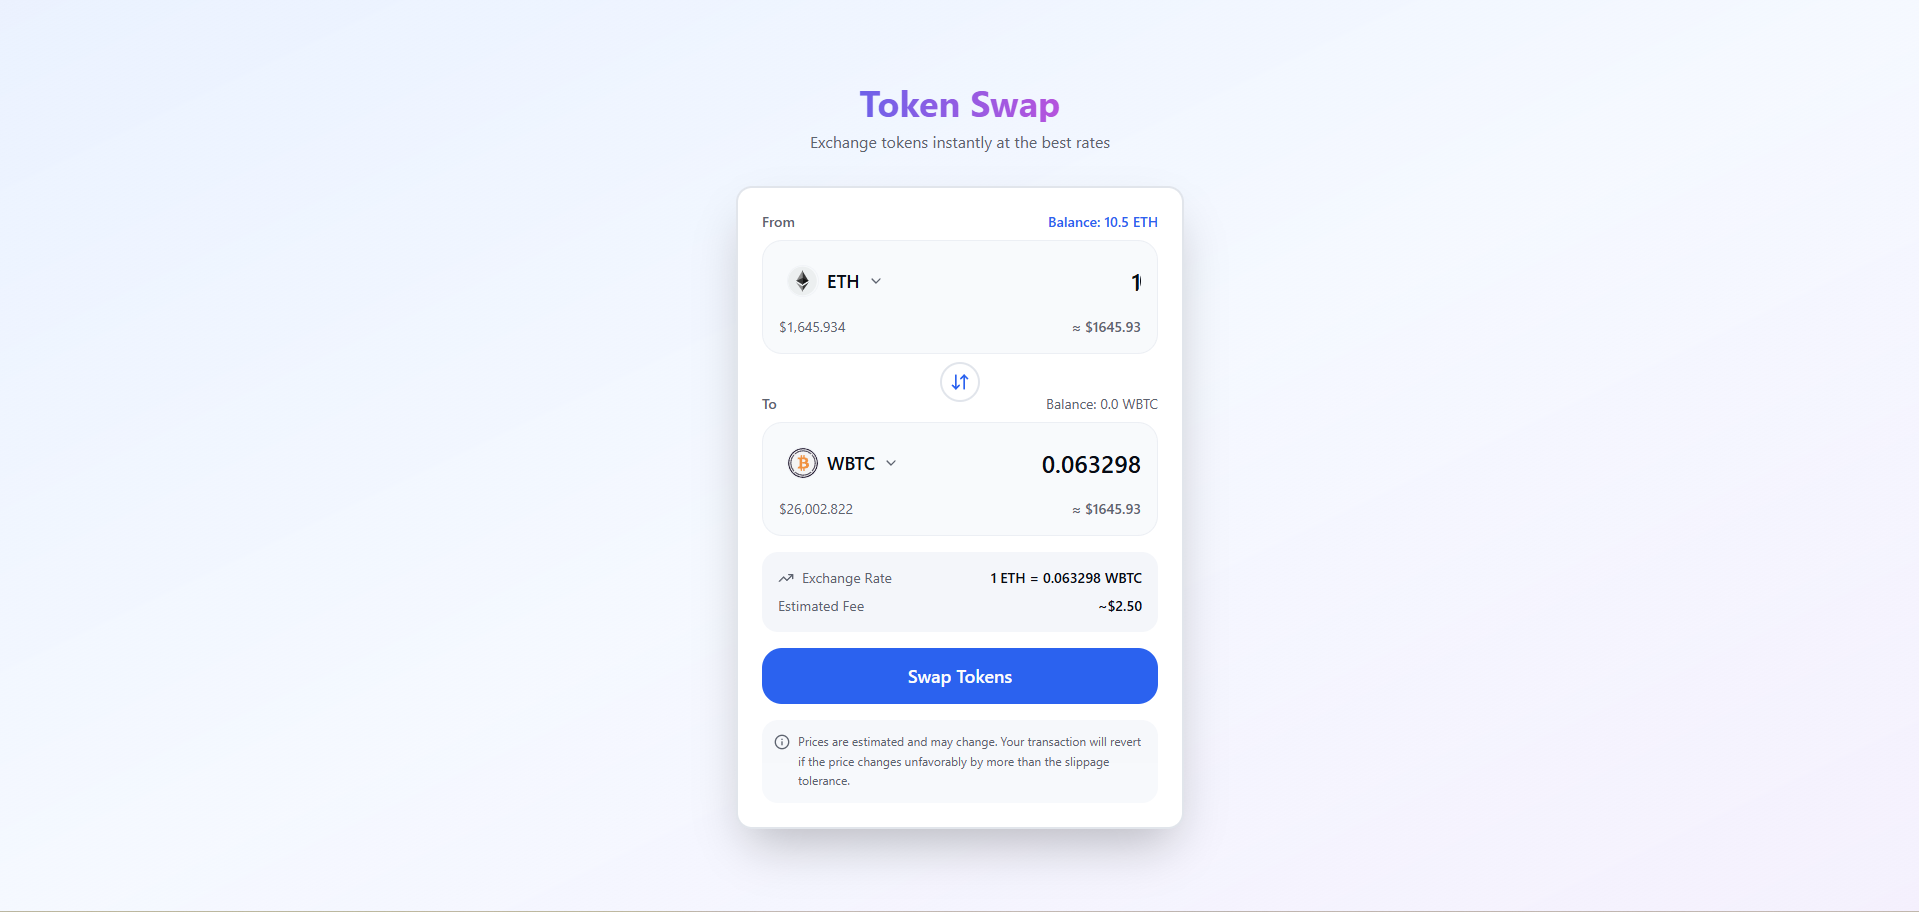 Token Swap
Exchange tokens instantly at the best rates
From
Balance: 10.5 ETH
ETH
1
$1,645.934
≈ $1645.93
To
Balance: 0.0 WBTC
WBTC
0.063298
$26,002.822
≈ $1645.93
Exchange Rate
1 ETH = 0.063298 WBTC
Estimated Fee
~$2.50
Swap Tokens
Prices are estimated and may change. Your transaction will revert
if the price changes unfavorably by more than the slippage
tolerance.